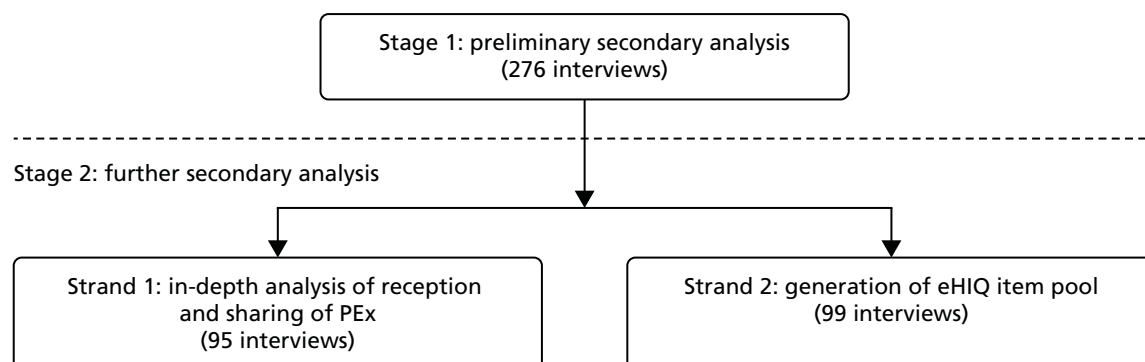 Stage 1: preliminary secondary analysis
(276 interviews)
Stage 2: further secondary analysis
Strand 1: in-depth analysis of reception
and sharing of PEx
(95 interviews)
Strand 2: generation of eHIQ item pool
(99 interviews)